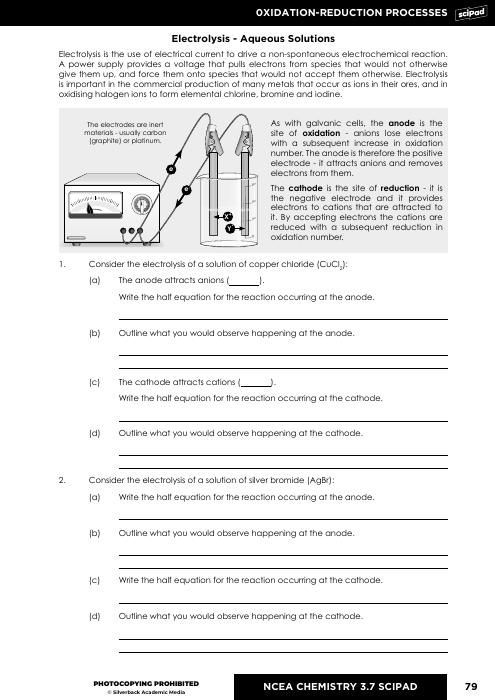 0XIDATION-REDUCTION PROCESSES
scipad
Electrolysis - Aqueous Solutions
Electrolysis is the use of electrical current to drive a non-spontaneous electrochemical reaction.
A power supply provides a voltage that pulls electrons from species that would not otherwise
give them up, and force them onto species that would not accept them otherwise. Electrolysis
is important in the commercial production of many metals that occur as ions in their ores, and in
oxidising halogen ions to form elemental chlorine, bromine and iodine.
The electrodes are inert
materials - usually carbon
(graphite) or platinum.
e-
e-
X+
Y-
As with galvanic cells, the anode is the
site of oxidation - anions lose electrons
with a subsequent increase in oxidation
number. The anode is therefore the positive
electrode - it attracts anions and removes
electrons from them.
The cathode is the site of reduction - it is
the negative electrode and it provides
electrons to cations that are attracted to
it. By accepting electrons the cations are
reduced with a subsequent reduction in
oxidation number.
1. Consider the electrolysis of a solution of copper chloride (CuCl2):
(a) The anode attracts anions (______).
Write the half equation for the reaction occurring at the anode.
(b) Outline what you would observe happening at the anode.
(c) The cathode attracts cations (______).
Write the half equation for the reaction occurring at the cathode.
(d) Outline what you would observe happening at the cathode.
2. Consider the electrolysis of a solution of silver bromide (AgBr):
(a) Write the half equation for the reaction occurring at the anode.
(b) Outline what you would observe happening at the anode.
(c) Write the half equation for the reaction occurring at the cathode.
(d) Outline what you would observe happening at the cathode.
PHOTOCOPYING PROHIBITED
© Silverback Academic Media
NCEA CHEMISTRY 3.7 SCIPAD
79